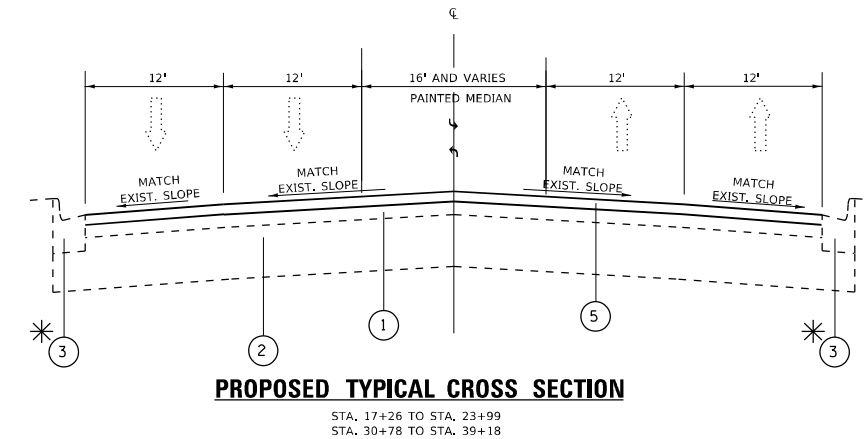 ℄
12' 12' 16' AND VARIES 12' 12'
PAINTED MEDIAN
MATCH
EXIST. SLOPE
MATCH
EXIST. SLOPE
MATCH
EXIST. SLOPE
MATCH
EXIST. SLOPE
3 2 1 5 3
PROPOSED TYPICAL CROSS SECTION
STA. 17+26 TO STA. 23+99
STA. 30+78 TO STA. 39+18